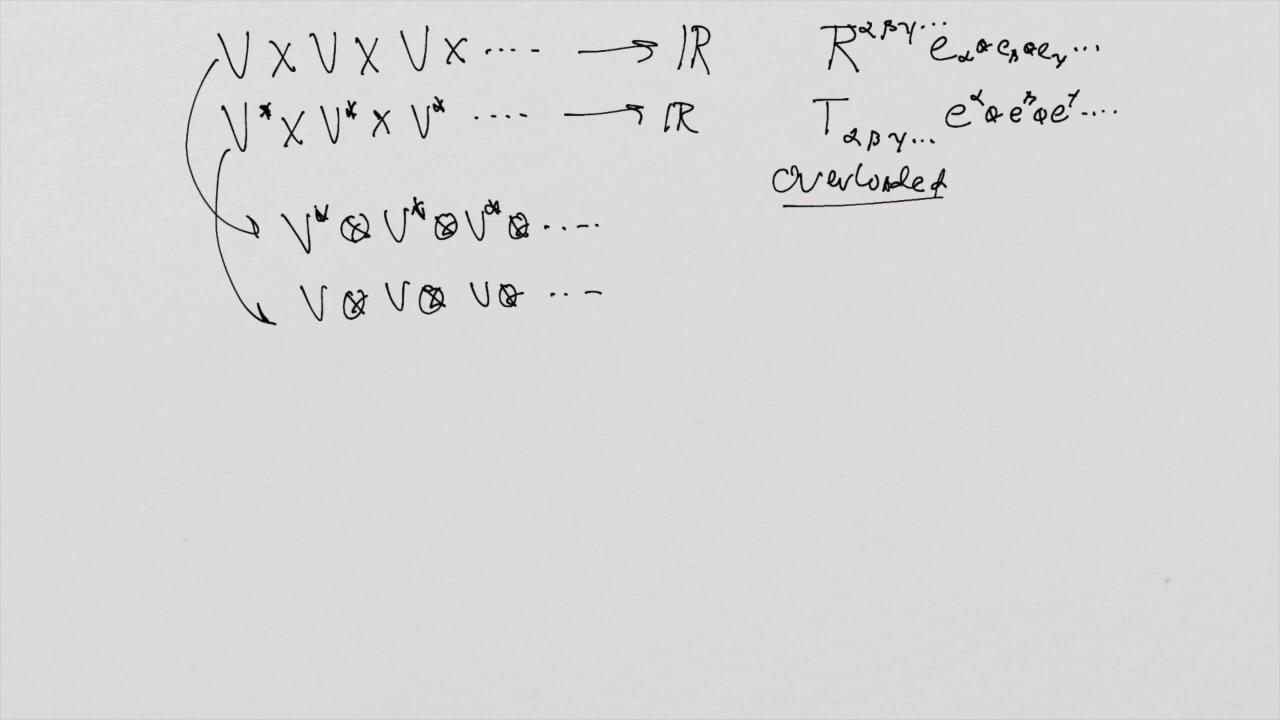 V × V × V × ···· → ℝ    R^{αβγ···} e_α⊗e_β⊗e_γ ···
V* × V* × V* ···· → ℝ    T_{αβγ···} e^α⊗e^β⊗e^γ ····
overloaded
V* ⊗ V* ⊗ V* ⊗ ····
V ⊗ V ⊗ V ⊗ ···